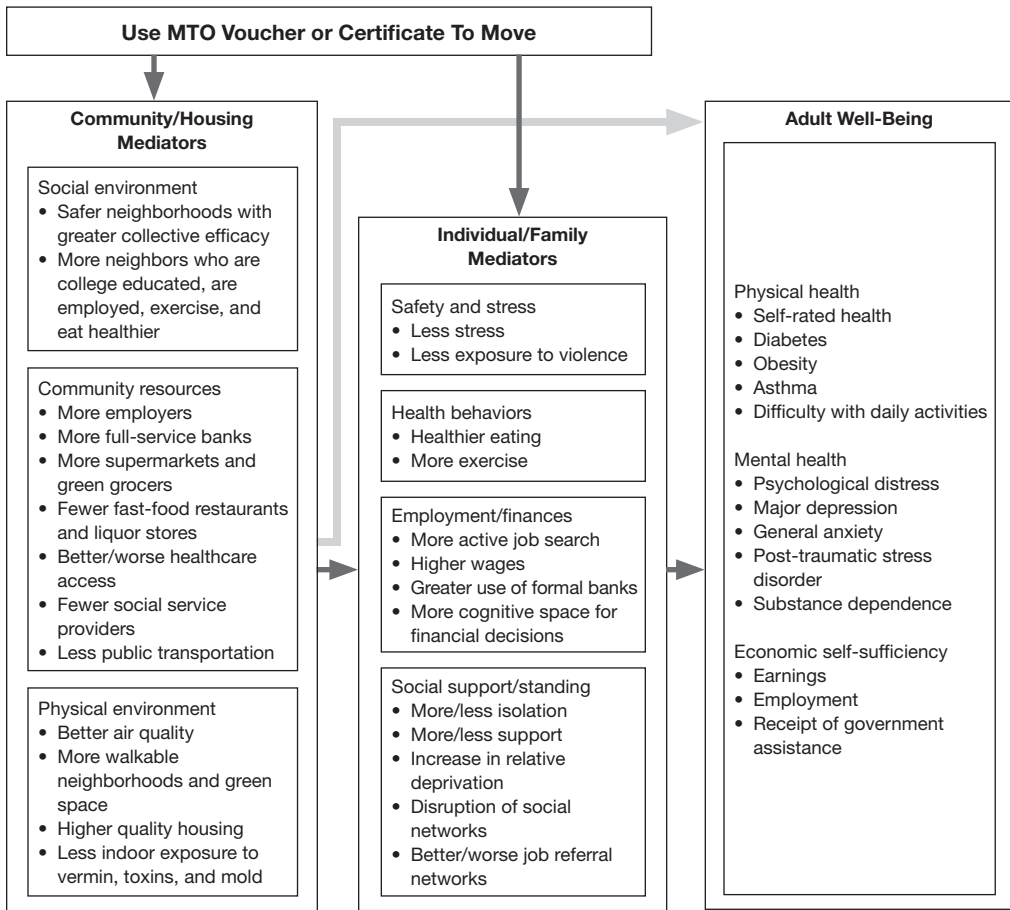 Use MTO Voucher or Certificate To Move
Community/Housing
Mediators
Social environment
• Safer neighborhoods with
greater collective efficacy
• More neighbors who are
college educated, are
employed, exercise, and
eat healthier
Community resources
• More employers
• More full-service banks
• More supermarkets and
green grocers
• Fewer fast-food restaurants
and liquor stores
• Better/worse healthcare
access
• Fewer social service
providers
• Less public transportation
Physical environment
• Better air quality
• More walkable
neighborhoods and green
space
• Higher quality housing
• Less indoor exposure to
vermin, toxins, and mold
Individual/Family
Mediators
Safety and stress
• Less stress
• Less exposure to violence
Health behaviors
• Healthier eating
• More exercise
Employment/finances
• More active job search
• Higher wages
• Greater use of formal banks
• More cognitive space for
financial decisions
Social support/standing
• More/less isolation
• More/less support
• Increase in relative
deprivation
• Disruption of social
networks
• Better/worse job referral
networks
Adult Well-Being
Physical health
• Self-rated health
• Diabetes
• Obesity
• Asthma
• Difficulty with daily activities
Mental health
• Psychological distress
• Major depression
• General anxiety
• Post-traumatic stress
disorder
• Substance dependence
Economic self-sufficiency
• Earnings
• Employment
• Receipt of government
assistance